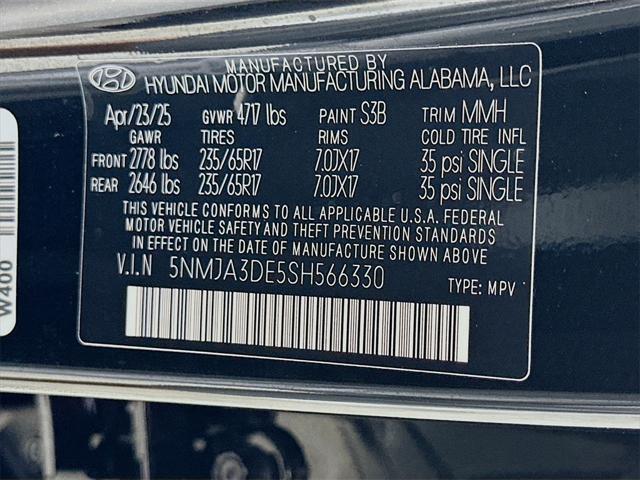 MANUFACTURED BY
HYUNDAI MOTOR MANUFACTURING ALABAMA, LLC
Apr/23/25 GVWR 4717 lbs PAINT S3B TRIM MMH
GAWR TIRES RIMS COLD TIRE INFL
FRONT 2778 lbs 235/65R17 7.0JX17 35 psi SINGLE
REAR 2646 lbs 235/65R17 7.0JX17 35 psi SINGLE
THIS VEHICLE CONFORMS TO ALL APPLICABLE U.S.A. FEDERAL
MOTOR VEHICLE SAFETY AND THEFT PREVENTION STANDARDS
IN EFFECT ON THE DATE OF MANUFACTURE SHOWN ABOVE.
V.I.N 5NMJA3DE5SH566330 TYPE: MPV
W400